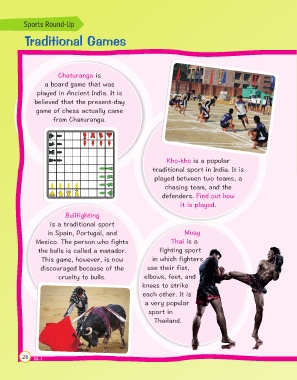 Sports Round-Up
Traditional Games
Chaturanga is
a board game that was
played in Ancient India. It is
believed that the present-day
game of chess actually came
from Chaturanga.
Kho-kho is a popular
traditional sport in India. It is
played between two teams, a
chasing team, and the
defenders. Find out how
it is played.
Bullfighting
is a traditional sport
in Spain, Portugal, and
Mexico. The person who fights
the bulls is called a matador.
This game, however, is now
discouraged because of the
cruelty to bulls.
Muay
Thai is a
fighting sport
in which fighters
use their fist,
elbows, feet, and
knees to strike
each other. It is
a very popular
sport in
Thailand.
26